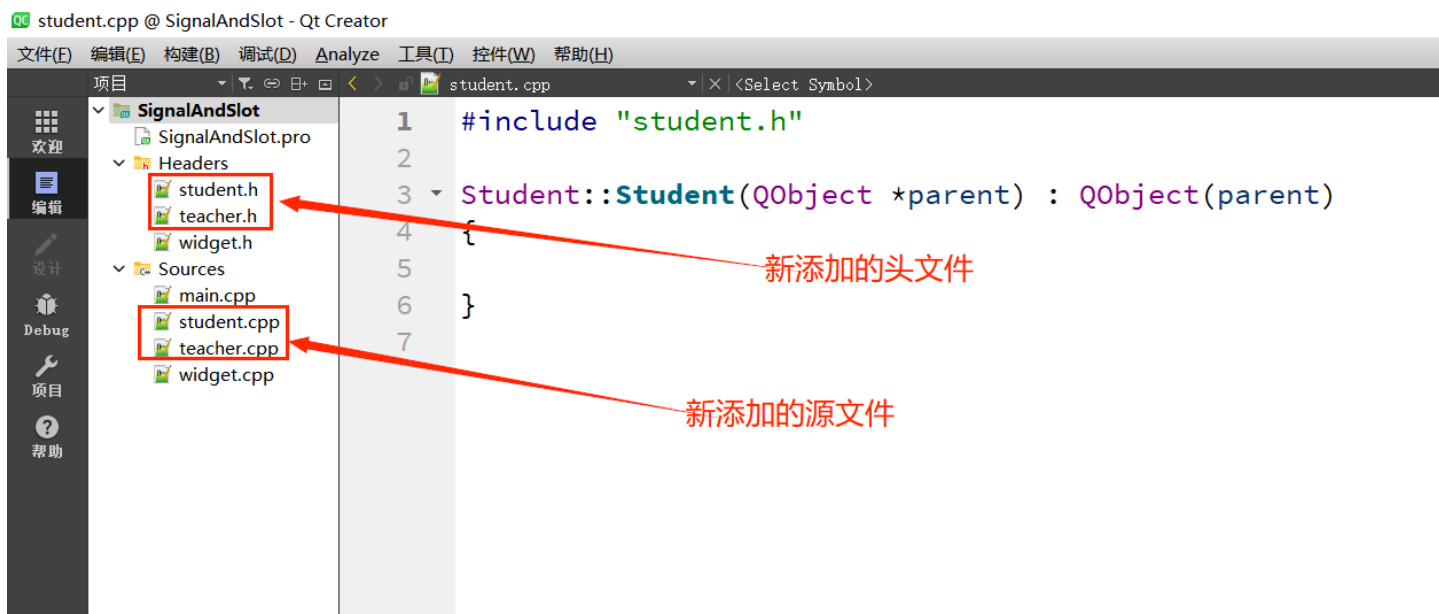 student.cpp @ SignalAndSlot - Qt Creator
文件(F) 编辑(E) 构建(B) 调试(D) Analyze 工具(T) 控件(W) 帮助(H)
项目 student.cpp <Select Symbol>
欢迎
编辑
设计
Debug
项目
帮助
SignalAndSlot
SignalAndSlot.pro
Headers
student.h
teacher.h
widget.h
Sources
main.cpp
student.cpp
teacher.cpp
widget.cpp
1 #include "student.h"
2
3 Student::Student(QObject *parent) : QObject(parent)
4 {
5
6 }
7
新添加的头文件
新添加的源文件